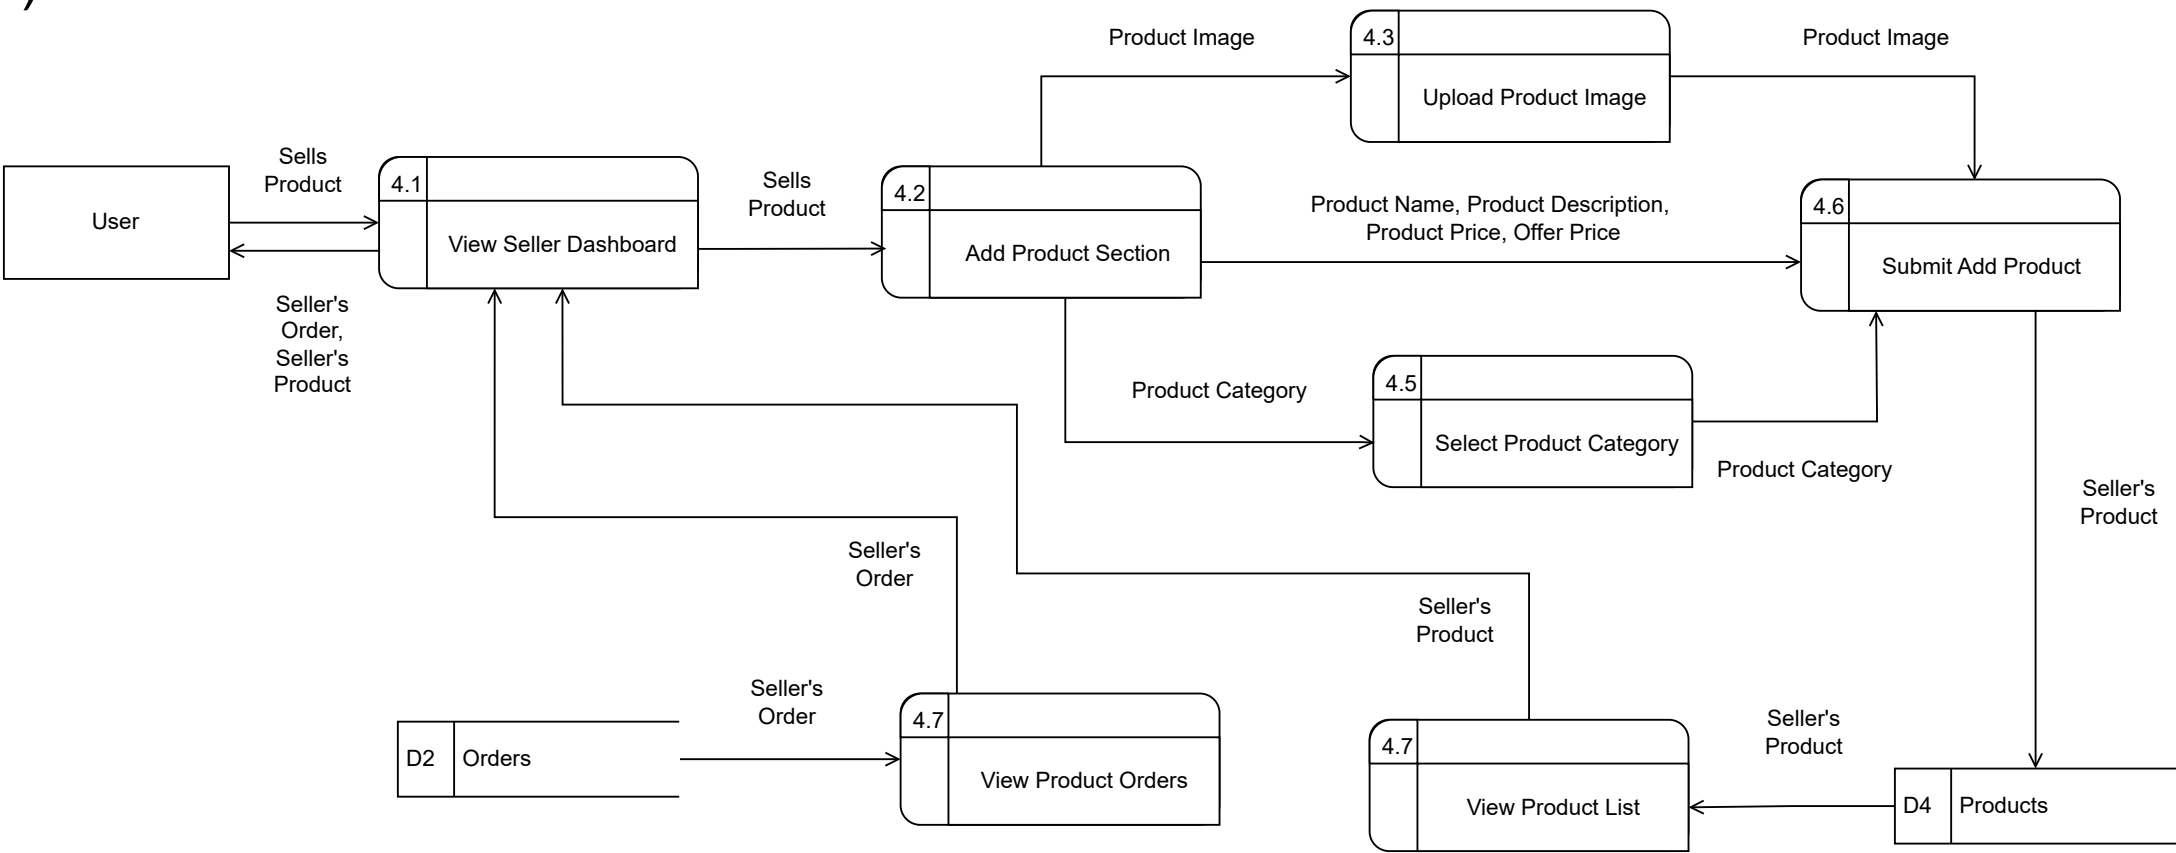 )
Product Image
4.3
Upload Product Image
Product Image
User
Sells
Product
4.1
View Seller Dashboard
Sells
Product
4.2
Add Product Section
Product Name, Product Description,
Product Price, Offer Price
4.6
Submit Add Product
Seller's
Order,
Seller's
Product
Product Category
4.5
Select Product Category
Product Category
Seller's
Product
Seller's
Order
Seller's
Product
D2
Orders
Seller's
Order
4.7
View Product Orders
4.7
View Product List
Seller's
Product
D4
Products